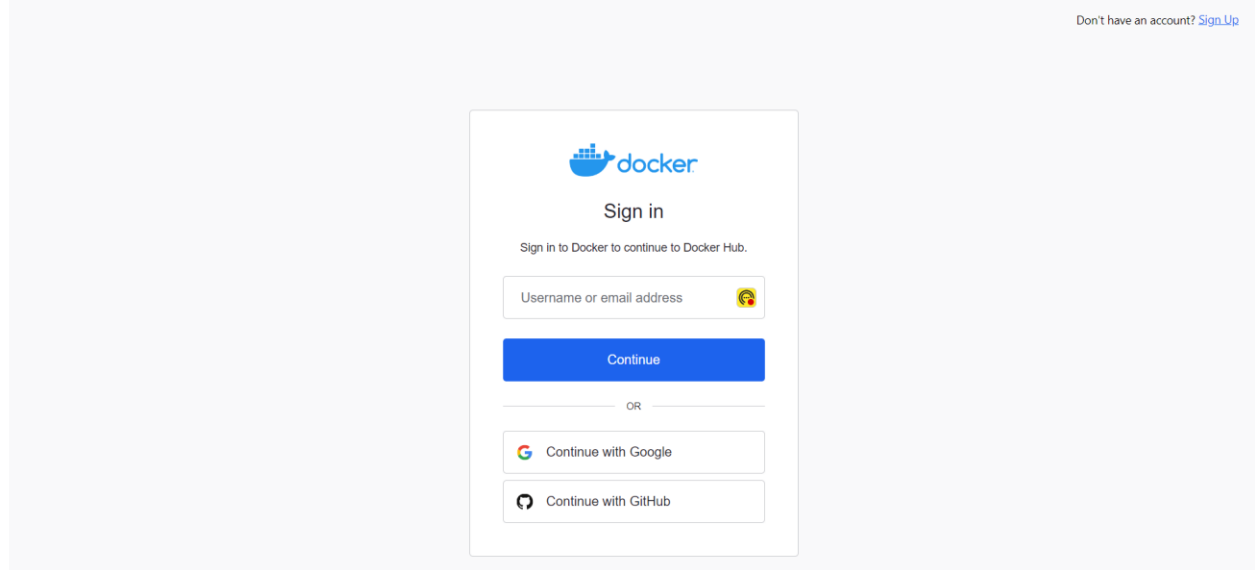 Don't have an account? Sign Up
docker
Sign in
Sign in to Docker to continue to Docker Hub.
Username or email address
Continue
OR
Continue with Google
Continue with GitHub